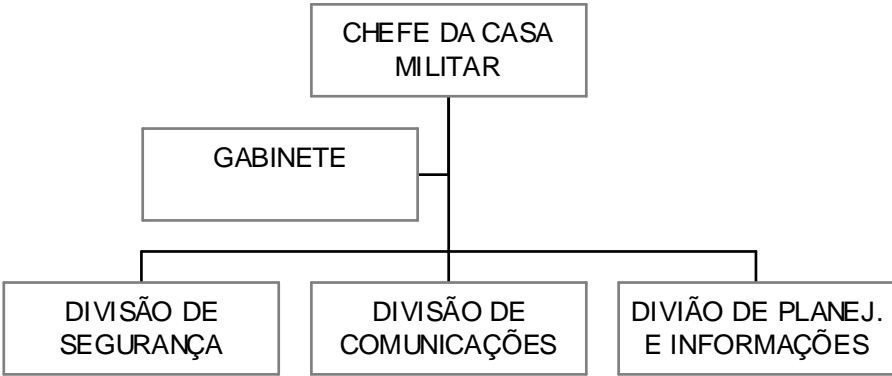 CHEFE DA CASA
MILITAR
GABINETE
DIVISÃO DE
SEGURANÇA
DIVISÃO DE
COMUNICAÇÕES
DIVIÃO DE PLANEJ.
E INFORMAÇÕES